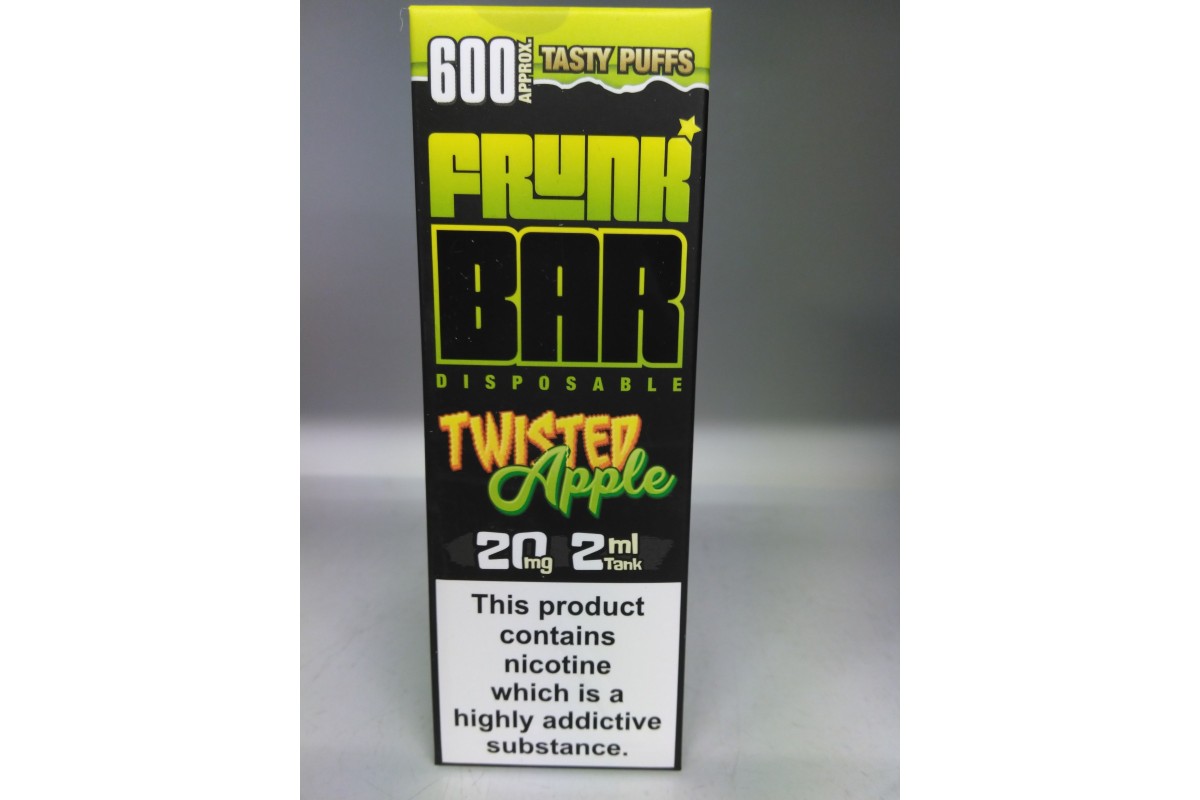 600 APPROX. TASTY PUFFS
FRUNK
BAR
DISPOSABLE
TWISTED
Apple
20mg 2ml Tank
This product
contains
nicotine
which is a
highly addictive
substance.